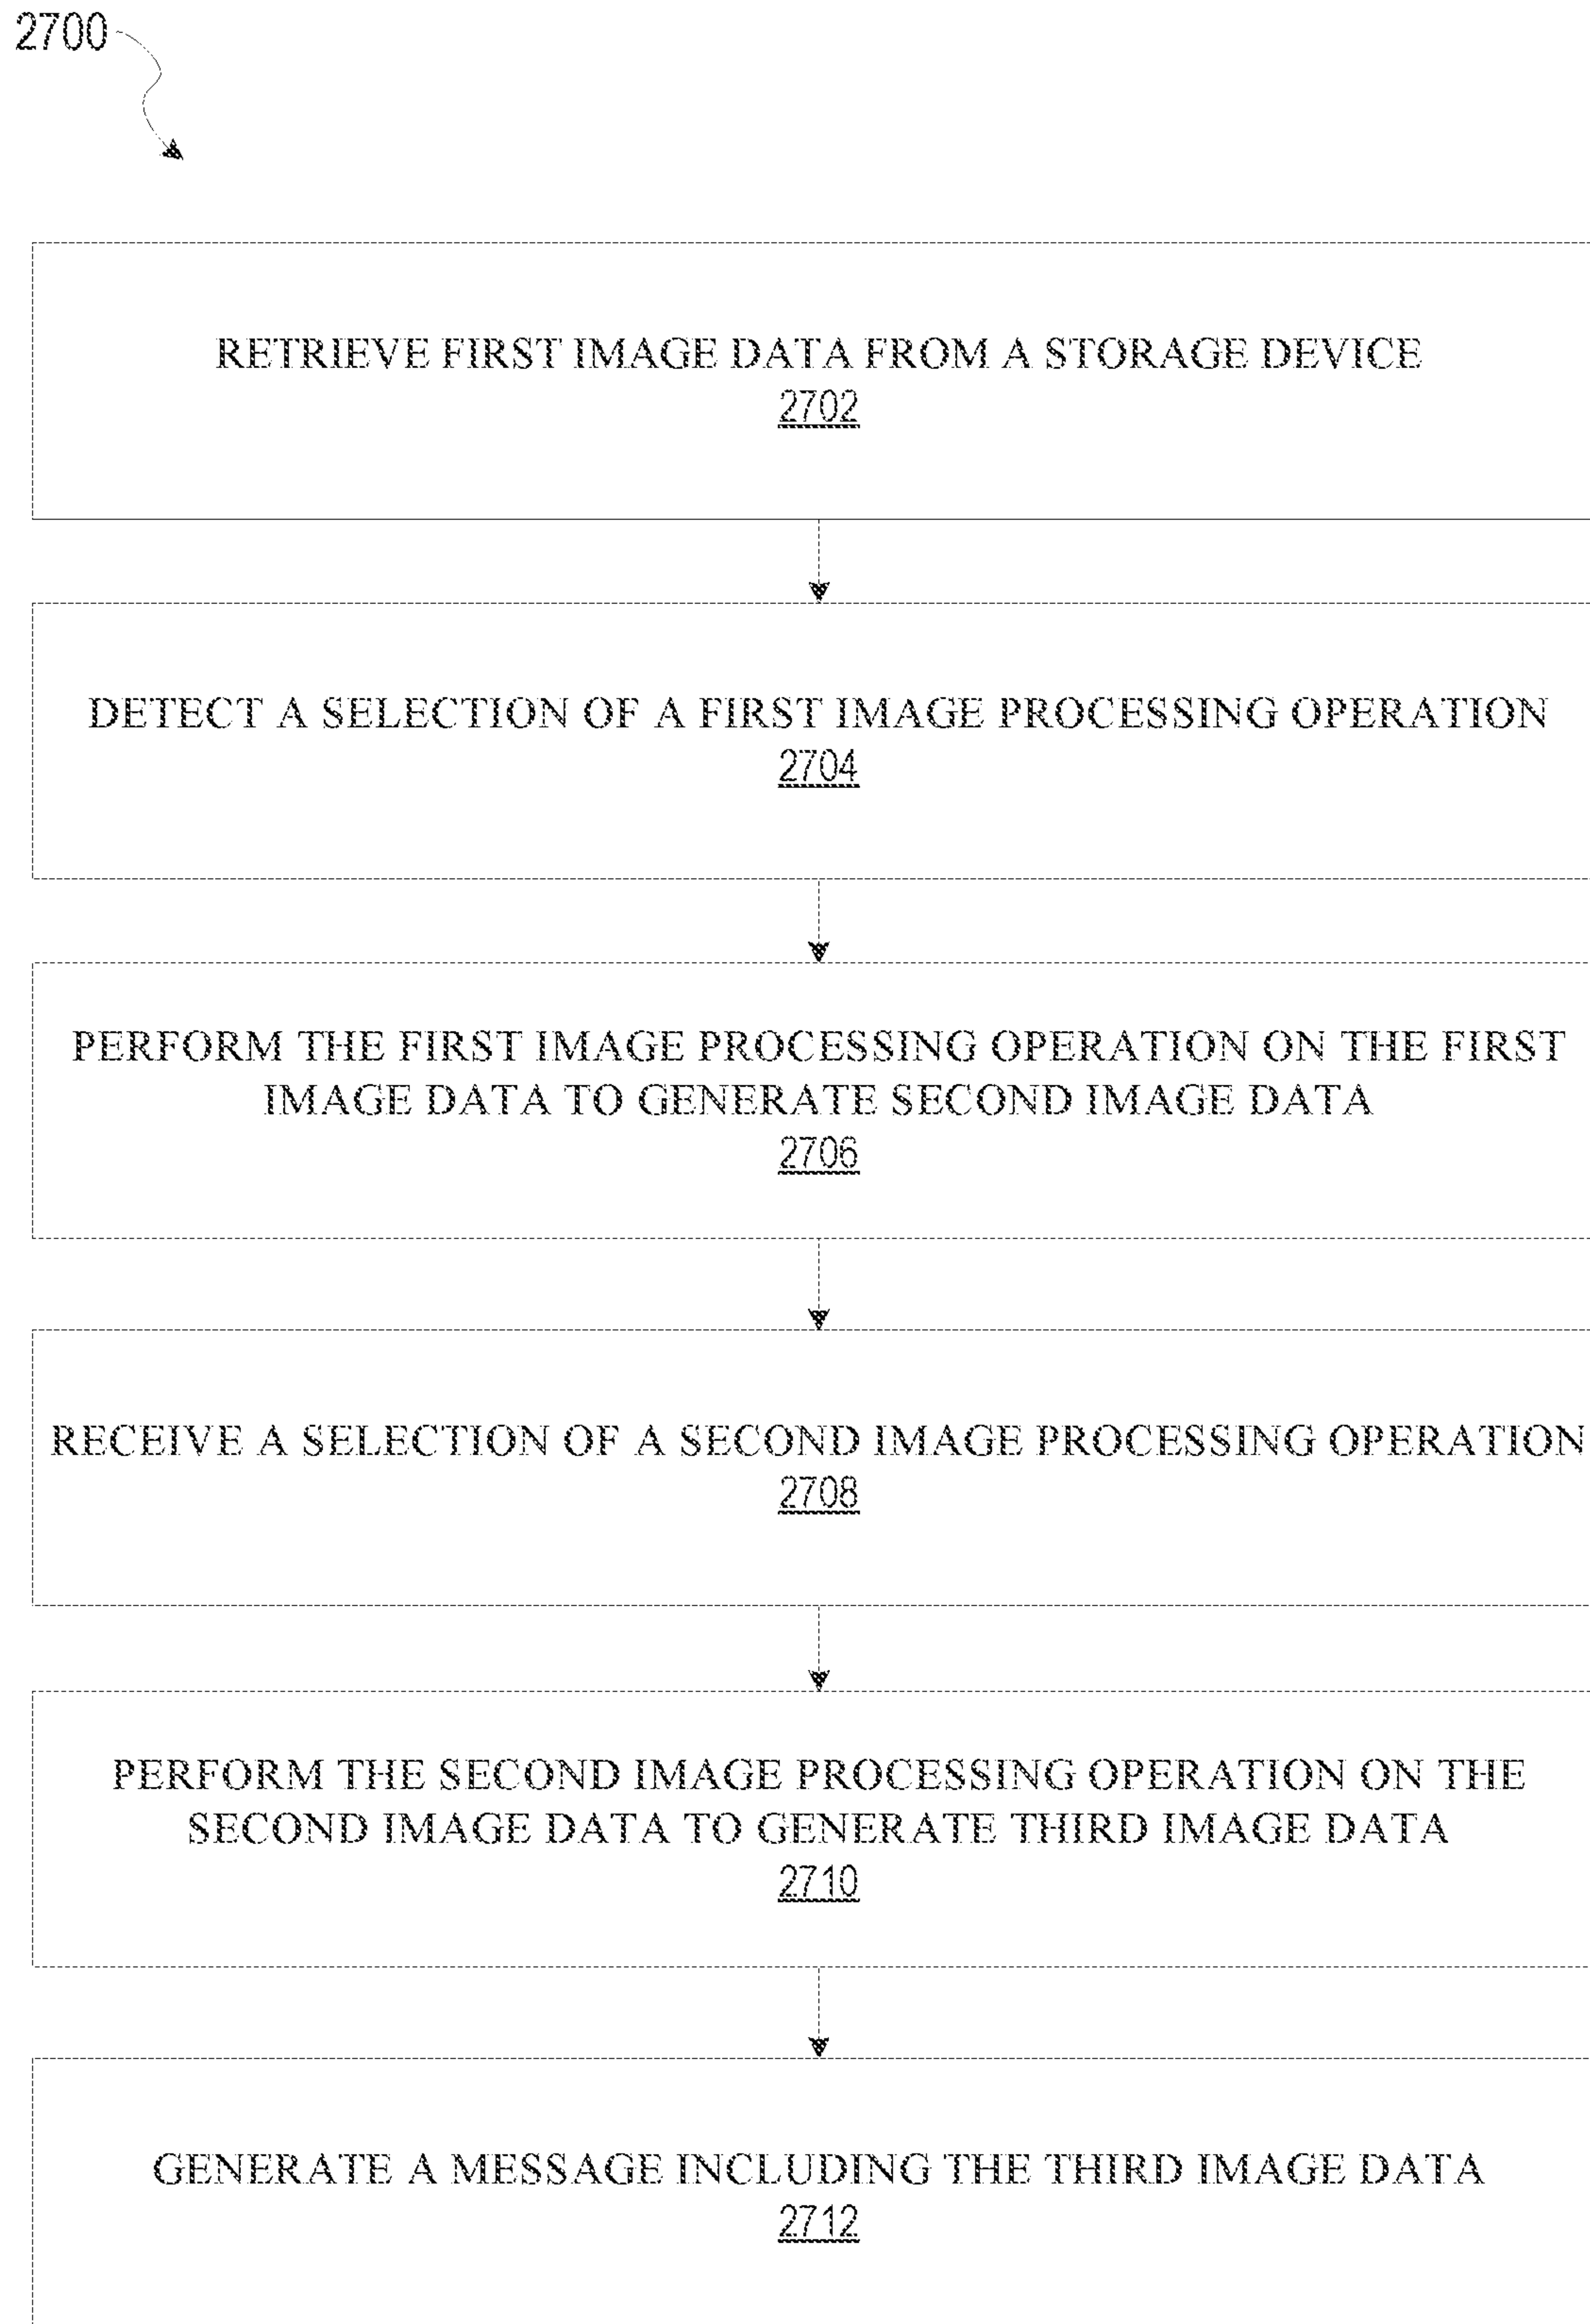 2700
RETRIEVE FIRST IMAGE DATA FROM A STORAGE DEVICE
2702
DETECT A SELECTION OF A FIRST IMAGE PROCESSING OPERATION
2704
PERFORM THE FIRST IMAGE PROCESSING OPERATION ON THE FIRST
IMAGE DATA TO GENERATE SECOND IMAGE DATA
2706
RECEIVE A SELECTION OF A SECOND IMAGE PROCESSING OPERATION
2708
PERFORM THE SECOND IMAGE PROCESSING OPERATION ON THE
SECOND IMAGE DATA TO GENERATE THIRD IMAGE DATA
2710
GENERATE A MESSAGE INCLUDING THE THIRD IMAGE DATA
2712